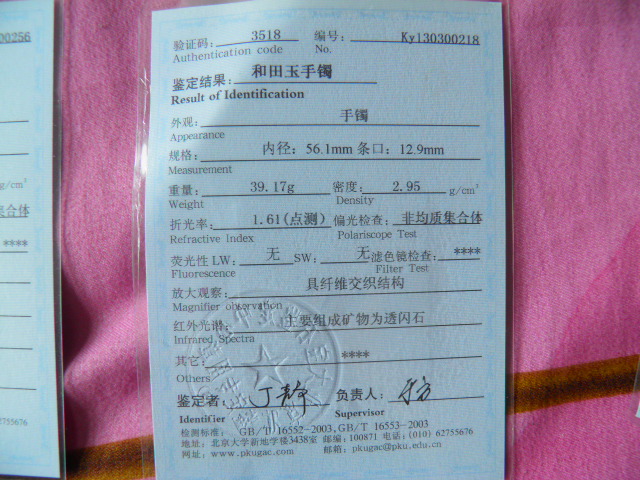 验证码： 3518 编号： Ky130300218
Authentication code No.
鉴定结果： 和田玉手镯
Result of Identification
外观： 手镯
Appearance
规格： 内径：56.1mm 条口：12.9mm
Measurement
重量： 39.17g 密度： 2.95 g/cm³
Weight Density
折光率： 1.61(点测) 偏光检查： 非均质集合体
Refractive Index Polariscope Test
荧光性 LW： 无 SW： 无 滤色镜检查： ****
Fluorescence Filter Test
放大观察： 具纤维交织结构
Magnifier observation
红外光谱： 主要组成矿物为透闪石
Infrared Spectra
其它： ****
Others
鉴定者： 丁静 负责人：
Identifier Supervisor
检测标准： GB/T 16552-2003,GB/T 16553-2003
地址：北京大学新地学楼3438室 邮编：100871 电话：(010) 62755676
网址：www.pkugac.com 邮箱：pkugac@pku.edu.cn
300256
g/cm³
集合体
****
2755676